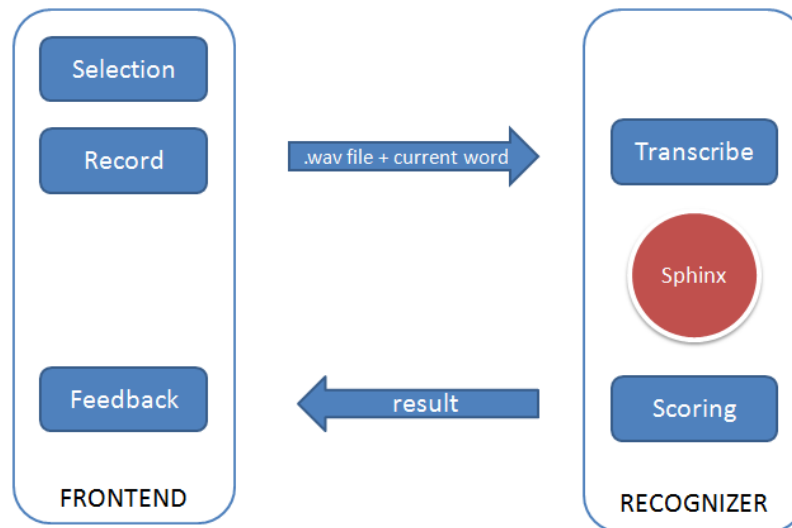 Selection
Record
Feedback
FRONTEND
.wav file + current word
result
Transcribe
Sphinx
Scoring
RECOGNIZER